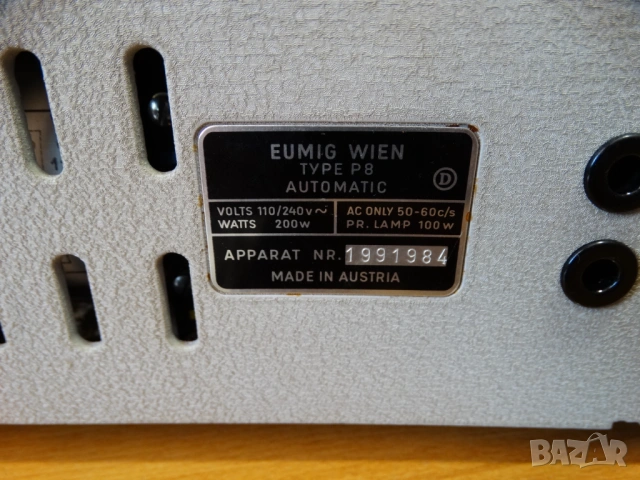 EUMIG WIEN
TYPE P8
AUTOMATIC
D
VOLTS 110/240V~
WATTS 200W
AC ONLY 50-60c/s
PR. LAMP 100W
APPARAT NR. 1991984
MADE IN AUSTRIA
BAZAR